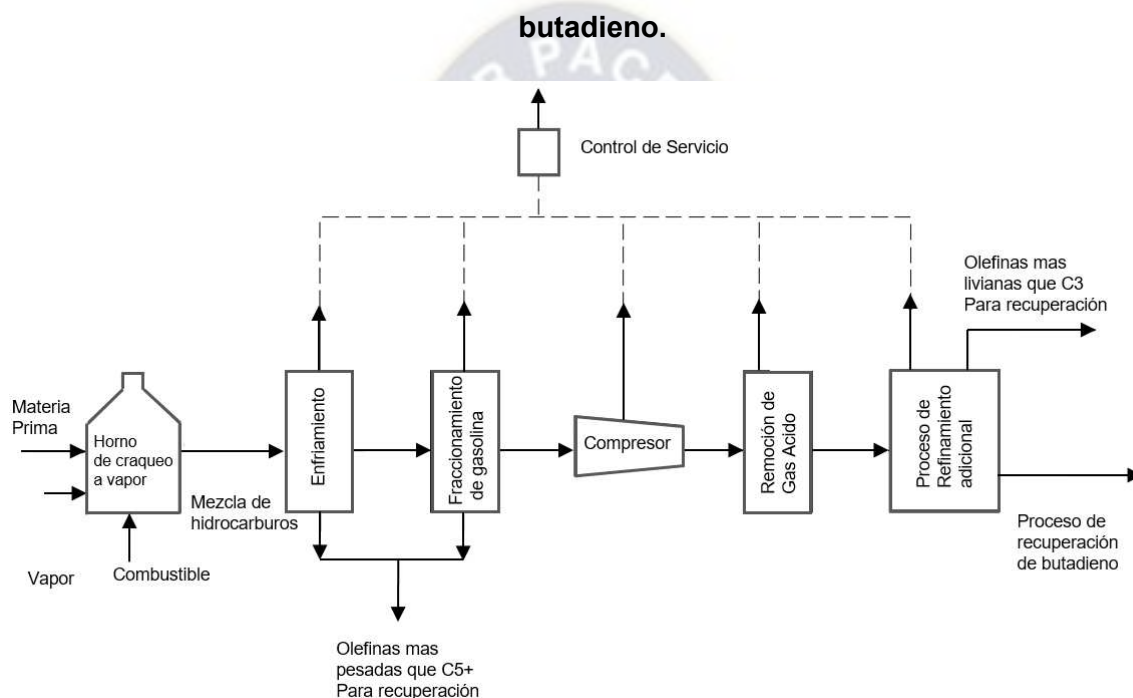 butadieno.
R PACE
Control de Servicio
Olefinas mas
livianas que C3
Para recuperación
Materia
Prima
Horno
de craqueo
a vapor
Enfriamiento
Fraccionamiento
de gasolina
Compresor
Remoción de
Gas Acido
Proceso de
Refinamiento
adicional
Mezcla de
hidrocarburos
Vapor
Combustible
Proceso de
recuperación
de butadieno
Olefinas mas
pesadas que C5+
Para recuperación